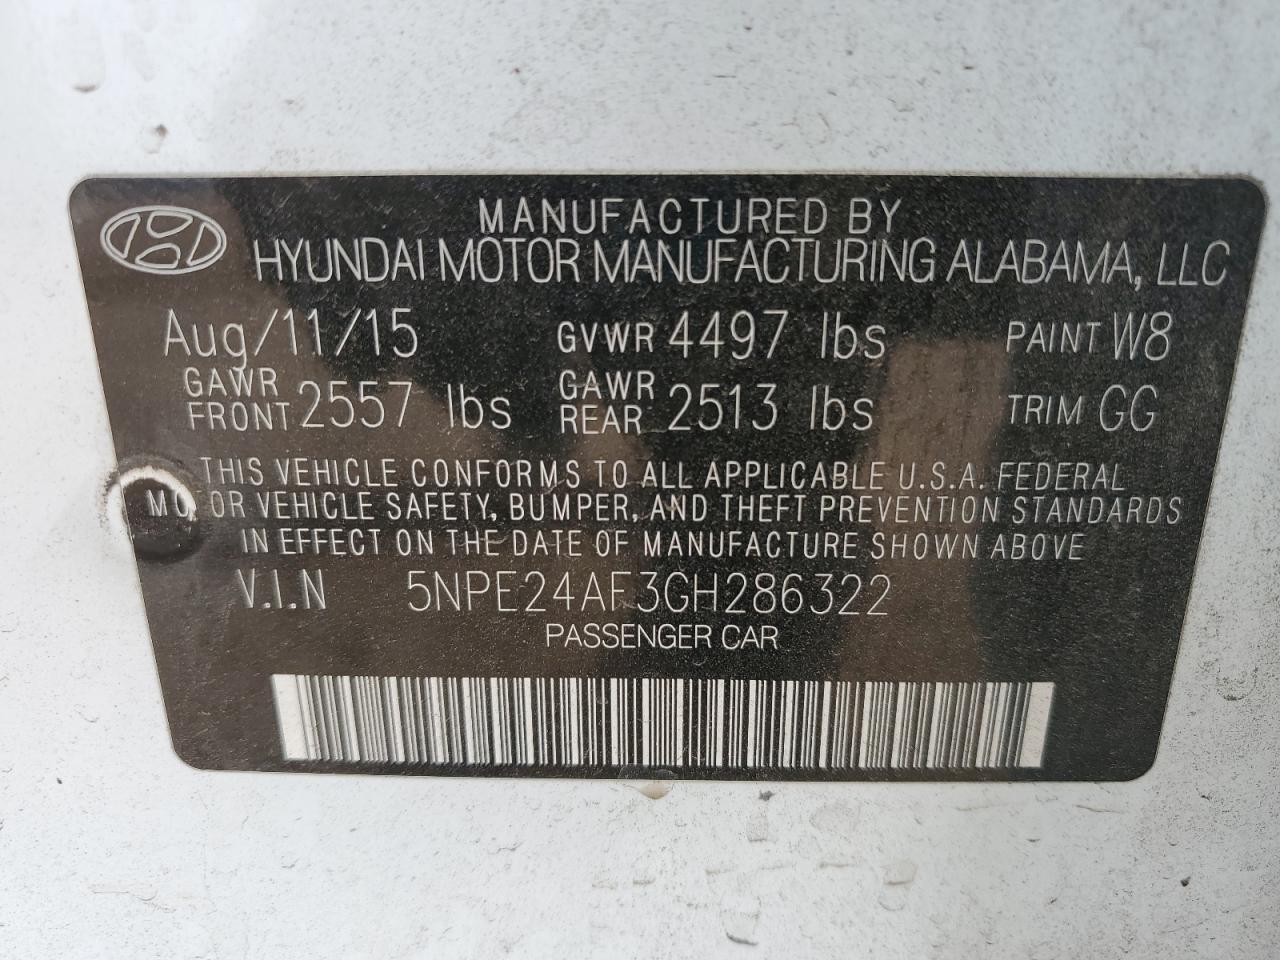 MANUFACTURED BY
HYUNDAI MOTOR MANUFACTURING ALABAMA, LLC
Aug/11/15 GVWR 4497 lbs PAINT W8
GAWR FRONT 2557 lbs GAWR REAR 2513 lbs TRIM GG
THIS VEHICLE CONFORMS TO ALL APPLICABLE U.S.A. FEDERAL
MOTOR VEHICLE SAFETY, BUMPER, AND THEFT PREVENTION STANDARDS
IN EFFECT ON THE DATE OF MANUFACTURE SHOWN ABOVE
V.I.N 5NPE24AF3GH286322
PASSENGER CAR